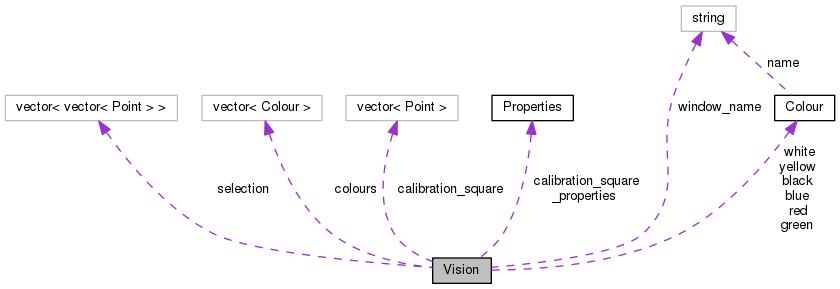 string
name
vector< vector< Point > >
vector< Colour >
vector< Point >
Properties
window_name
Colour
selection
colours
calibration_square
calibration_square
_properties
white
yellow
black
blue
red
green
Vision